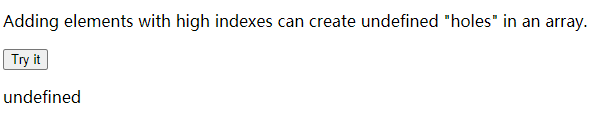 Adding elements with high indexes can create undefined "holes" in an array.
Try it
undefined